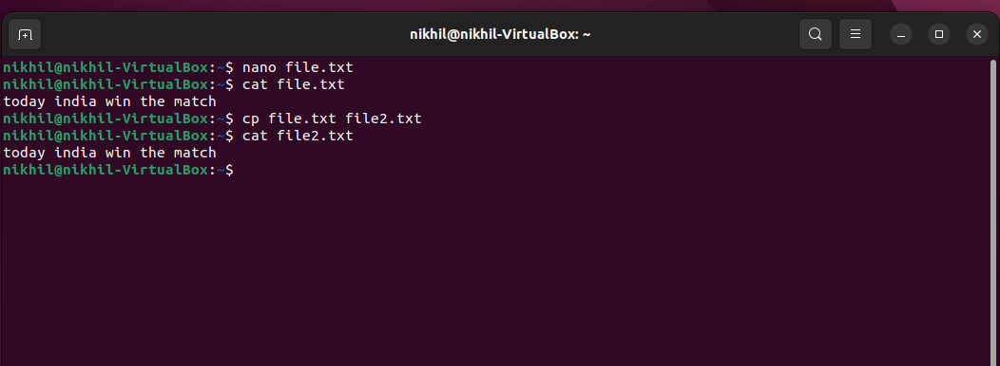 nikhil@nikhil-VirtualBox: ~
nikhil@nikhil-VirtualBox:~$ nano file.txt
nikhil@nikhil-VirtualBox:~$ cat file.txt
today india win the match
nikhil@nikhil-VirtualBox:~$ cp file.txt file2.txt
nikhil@nikhil-VirtualBox:~$ cat file2.txt
today india win the match
nikhil@nikhil-VirtualBox:~$